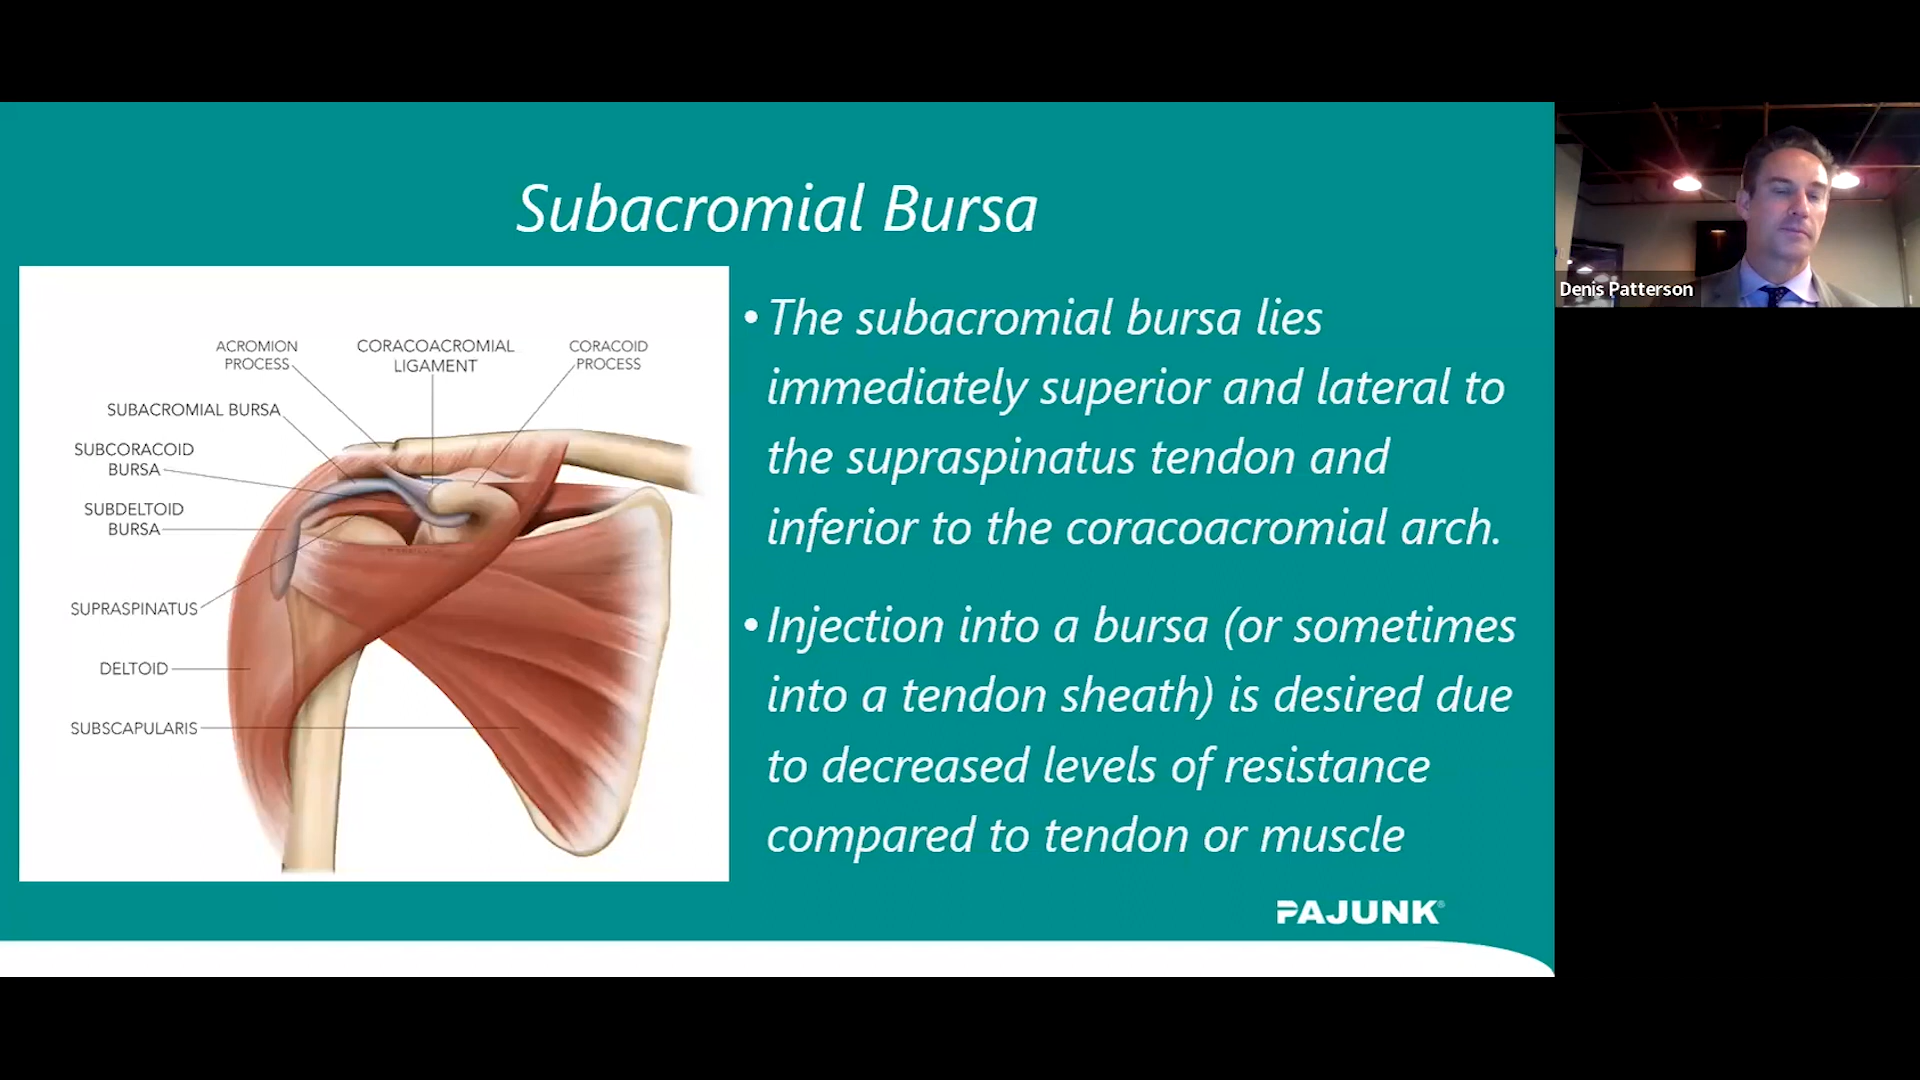 Subacromial Bursa
ACROMION
PROCESS
CORACOACROMIAL
LIGAMENT
CORACOID
PROCESS
SUBACROMIAL BURSA
SUBCORACOID
BURSA
SUBDELTOID
BURSA
SUPRASPINATUS
DELTOID
SUBSCAPULARIS
• The subacromial bursa lies
immediately superior and lateral to
the supraspinatus tendon and
inferior to the coracoacromial arch.
• Injection into a bursa (or sometimes
into a tendon sheath) is desired due
to decreased levels of resistance
compared to tendon or muscle
PAJUNK®
Denis Patterson